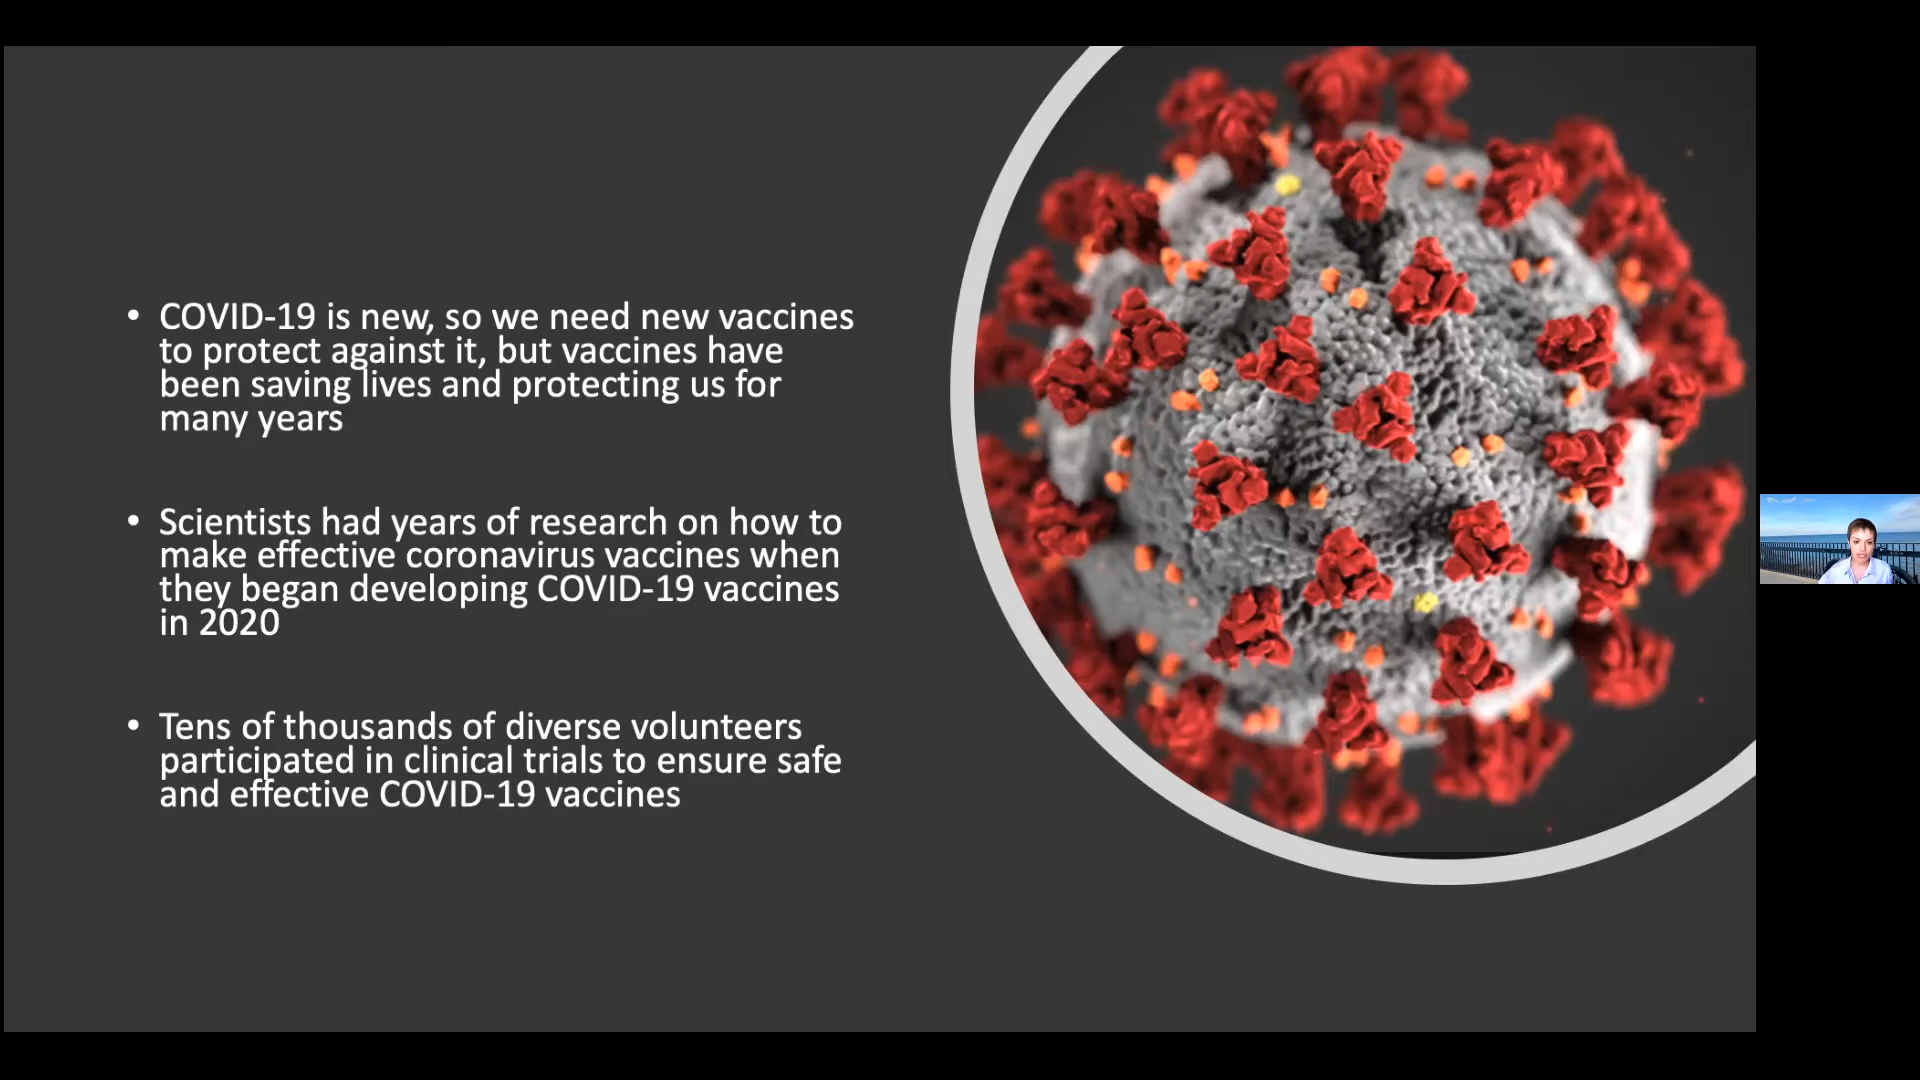 • COVID-19 is new, so we need new vaccines
to protect against it, but vaccines have
been saving lives and protecting us for
many years
• Scientists had years of research on how to
make effective coronavirus vaccines when
they began developing COVID-19 vaccines
in 2020
• Tens of thousands of diverse volunteers
participated in clinical trials to ensure safe
and effective COVID-19 vaccines